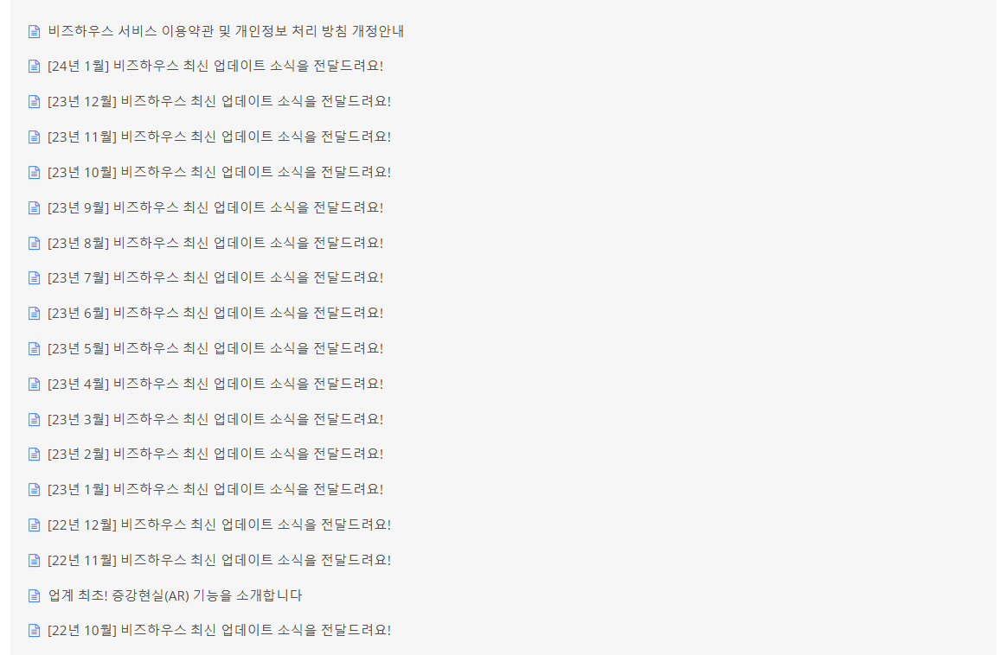 비즈하우스 서비스 이용약관 및 개인정보 처리 방침 개정안내
[24년 1월] 비즈하우스 최신 업데이트 소식을 전달드려요!
[23년 12월] 비즈하우스 최신 업데이트 소식을 전달드려요!
[23년 11월] 비즈하우스 최신 업데이트 소식을 전달드려요!
[23년 10월] 비즈하우스 최신 업데이트 소식을 전달드려요!
[23년 9월] 비즈하우스 최신 업데이트 소식을 전달드려요!
[23년 8월] 비즈하우스 최신 업데이트 소식을 전달드려요!
[23년 7월] 비즈하우스 최신 업데이트 소식을 전달드려요!
[23년 6월] 비즈하우스 최신 업데이트 소식을 전달드려요!
[23년 5월] 비즈하우스 최신 업데이트 소식을 전달드려요!
[23년 4월] 비즈하우스 최신 업데이트 소식을 전달드려요!
[23년 3월] 비즈하우스 최신 업데이트 소식을 전달드려요!
[23년 2월] 비즈하우스 최신 업데이트 소식을 전달드려요!
[23년 1월] 비즈하우스 최신 업데이트 소식을 전달드려요!
[22년 12월] 비즈하우스 최신 업데이트 소식을 전달드려요!
[22년 11월] 비즈하우스 최신 업데이트 소식을 전달드려요!
업계 최초! 증강현실(AR) 기능을 소개합니다
[22년 10월] 비즈하우스 최신 업데이트 소식을 전달드려요!